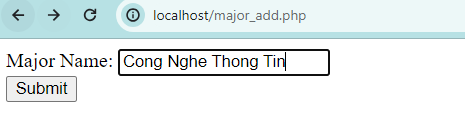 localhost/major_add.php
Major Name: Cong Nghe Thong Tin
Submit